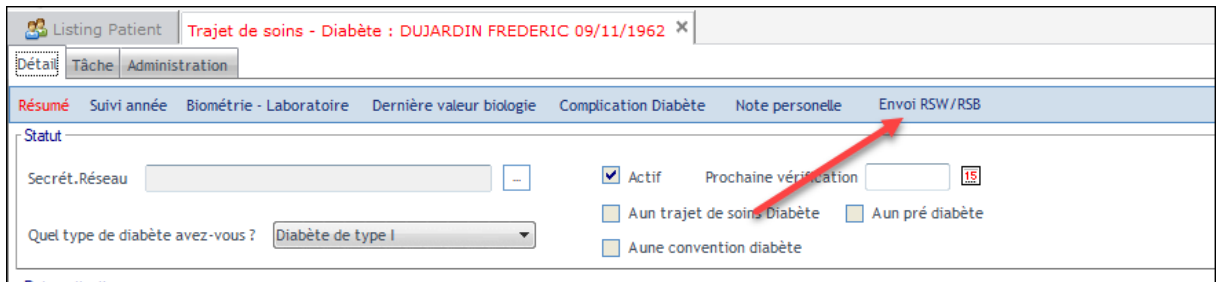 Listing Patient Trajet de soins - Diabète : DUJARDIN FREDERIC 09/11/1962
Détail Tâche Administration
Résumé Suivi année Biométrie - Laboratoire Dernière valeur biologie Complication Diabète Note personelle Envoi RSW/RSB
Statut
Secrét.Réseau ... Actif Prochaine vérification 15
Aun trajet de soins Diabète Aun pré diabète
Quel type de diabète avez-vous ? Diabète de type I
Aune convention diabète